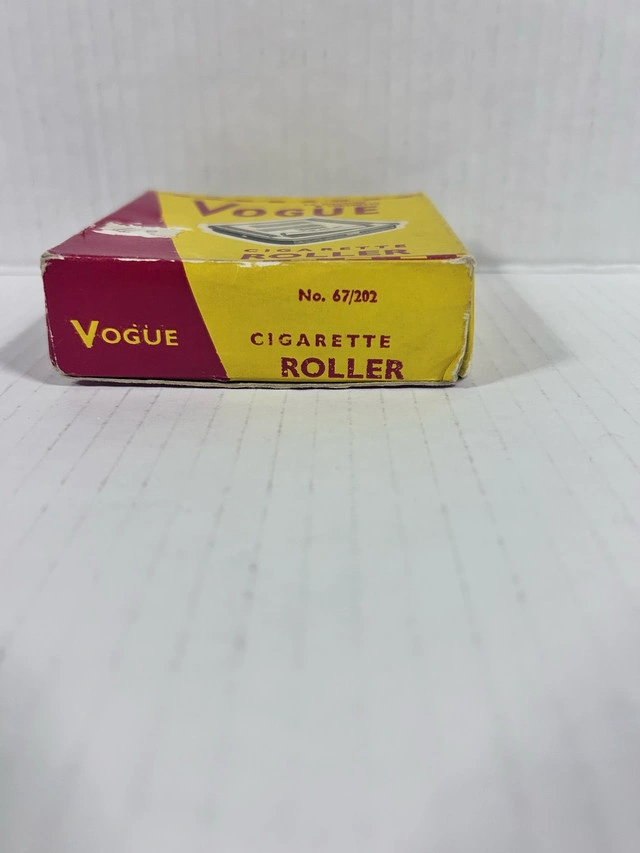 VOGUE
CIGARETTE
ROLLER
No. 67/202
VOGUE
CIGARETTE
ROLLER